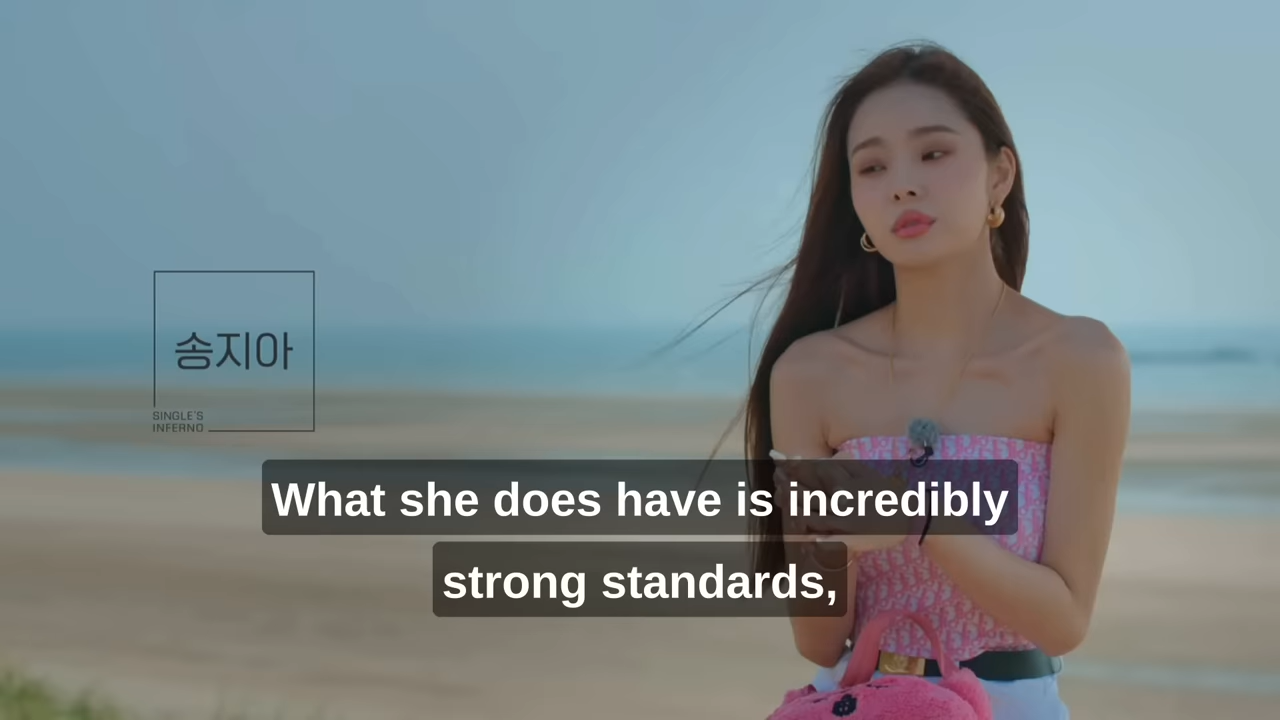 송지아
SINGLE'S
INFERNO
What she does have is incredibly
strong standards,